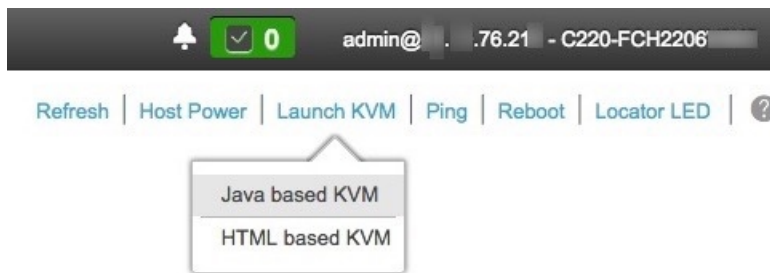 0 admin@ . .76.21 - C220-FCH2206
Refresh | Host Power | Launch KVM | Ping | Reboot | Locator LED | ?
Java based KVM
HTML based KVM